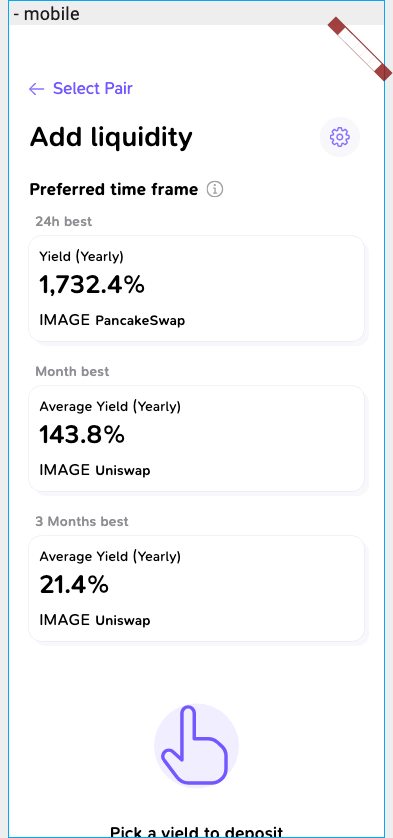 - mobile
← Select Pair
Add liquidity
Preferred time frame
24h best
Yield (Yearly)
1,732.4%
IMAGE PancakeSwap
Month best
Average Yield (Yearly)
143.8%
IMAGE Uniswap
3 Months best
Average Yield (Yearly)
21.4%
IMAGE Uniswap
Pick a yield to deposit